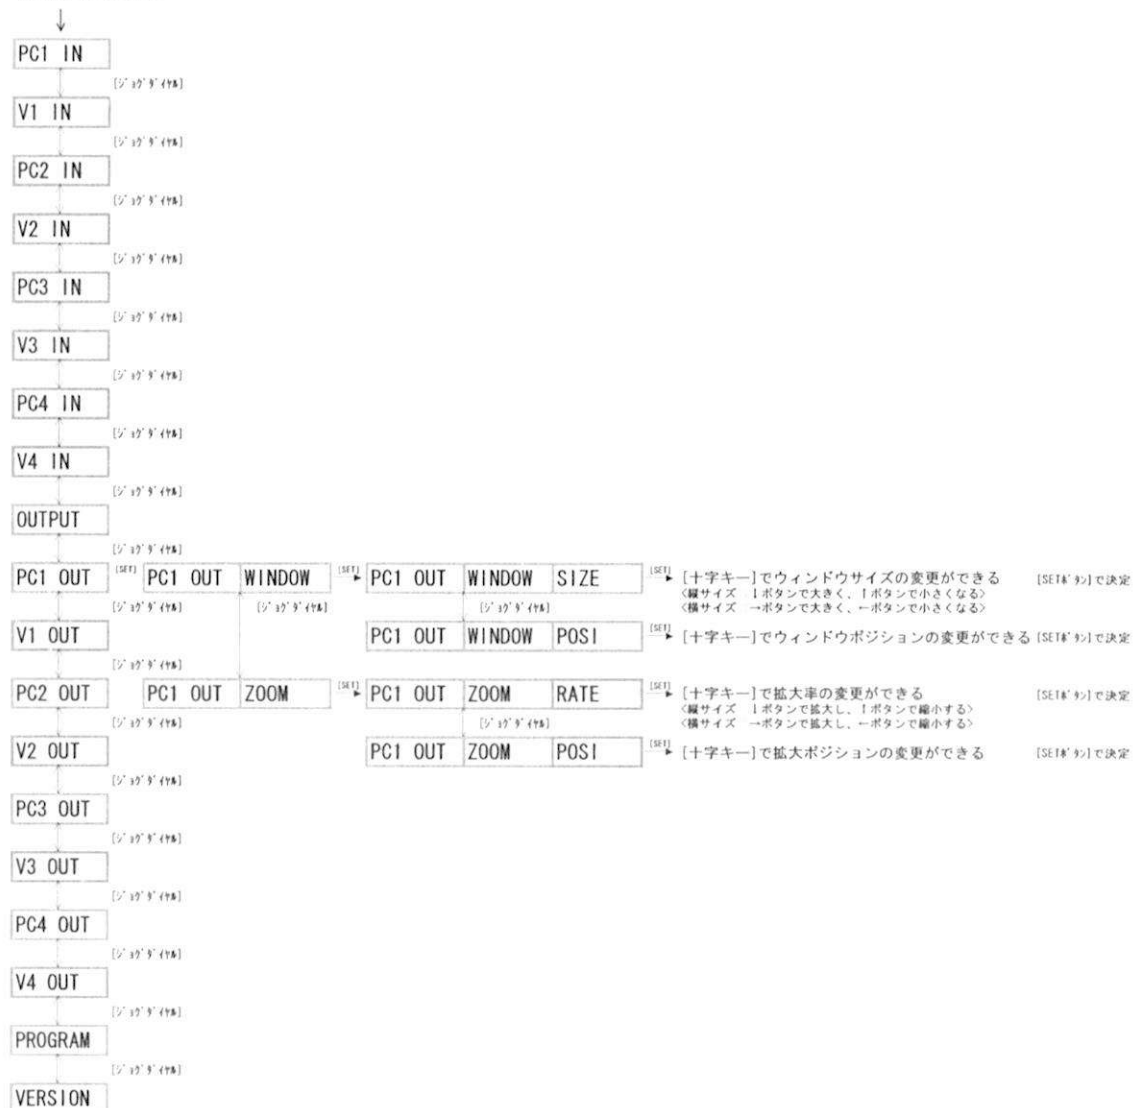 PC1 IN
[ジョグダイヤル]
V1 IN
[ジョグダイヤル]
PC2 IN
[ジョグダイヤル]
V2 IN
[ジョグダイヤル]
PC3 IN
[ジョグダイヤル]
V3 IN
[ジョグダイヤル]
PC4 IN
[ジョグダイヤル]
V4 IN
[ジョグダイヤル]
OUTPUT
[ジョグダイヤル]
PC1 OUT [SET] PC1 OUT WINDOW [SET] PC1 OUT WINDOW SIZE [SET] [十字キー]でウィンドウサイズの変更ができる [SETボタン]で決定
<縦サイズ ↓ボタンで大きく、↑ボタンで小さくなる>
[ジョグダイヤル] [ジョグダイヤル] [ジョグダイヤル] <横サイズ →ボタンで大きく、←ボタンで小さくなる>
V1 OUT PC1 OUT WINDOW POSI [SET] [十字キー]でウィンドウポジションの変更ができる [SETボタン]で決定
[ジョグダイヤル]
PC2 OUT PC1 OUT ZOOM [SET] PC1 OUT ZOOM RATE [SET] [十字キー]で拡大率の変更ができる [SETボタン]で決定
<縦サイズ ↓ボタンで拡大し、↑ボタンで縮小する>
[ジョグダイヤル] [ジョグダイヤル] <横サイズ →ボタンで拡大し、←ボタンで縮小する>
V2 OUT PC1 OUT ZOOM POSI [SET] [十字キー]で拡大ポジションの変更ができる [SETボタン]で決定
[ジョグダイヤル]
PC3 OUT
[ジョグダイヤル]
V3 OUT
[ジョグダイヤル]
PC4 OUT
[ジョグダイヤル]
V4 OUT
[ジョグダイヤル]
PROGRAM
[ジョグダイヤル]
VERSION